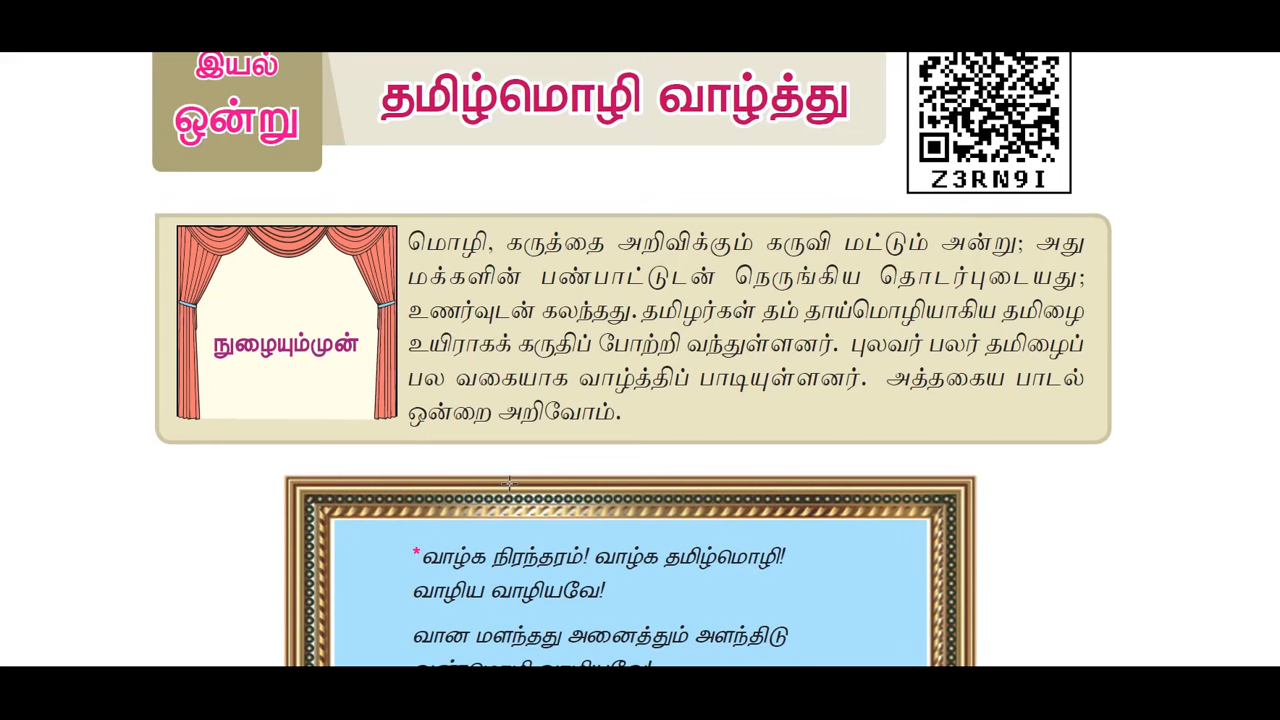 இயல்
ஒன்று
தமிழ்மொழி வாழ்த்து
Z3RN9I
நுழையும்முன்
மொழி, கருத்தை அறிவிக்கும் கருவி மட்டும் அன்று; அது
மக்களின் பண்பாட்டுடன் நெருங்கிய தொடர்புடையது;
உணர்வுடன் கலந்தது. தமிழர்கள் தம் தாய்மொழியாகிய தமிழை
உயிராகக் கருதிப் போற்றி வந்துள்ளனர். புலவர் பலர் தமிழைப்
பல வகையாக வாழ்த்திப் பாடியுள்ளனர். அத்தகைய பாடல்
ஒன்றை அறிவோம்.
*வாழ்க நிரந்தரம்! வாழ்க தமிழ்மொழி!
வாழிய வாழியவே!
வான மளந்தது அனைத்தும் அளந்திடு
வண்மொழி வாழியவே!